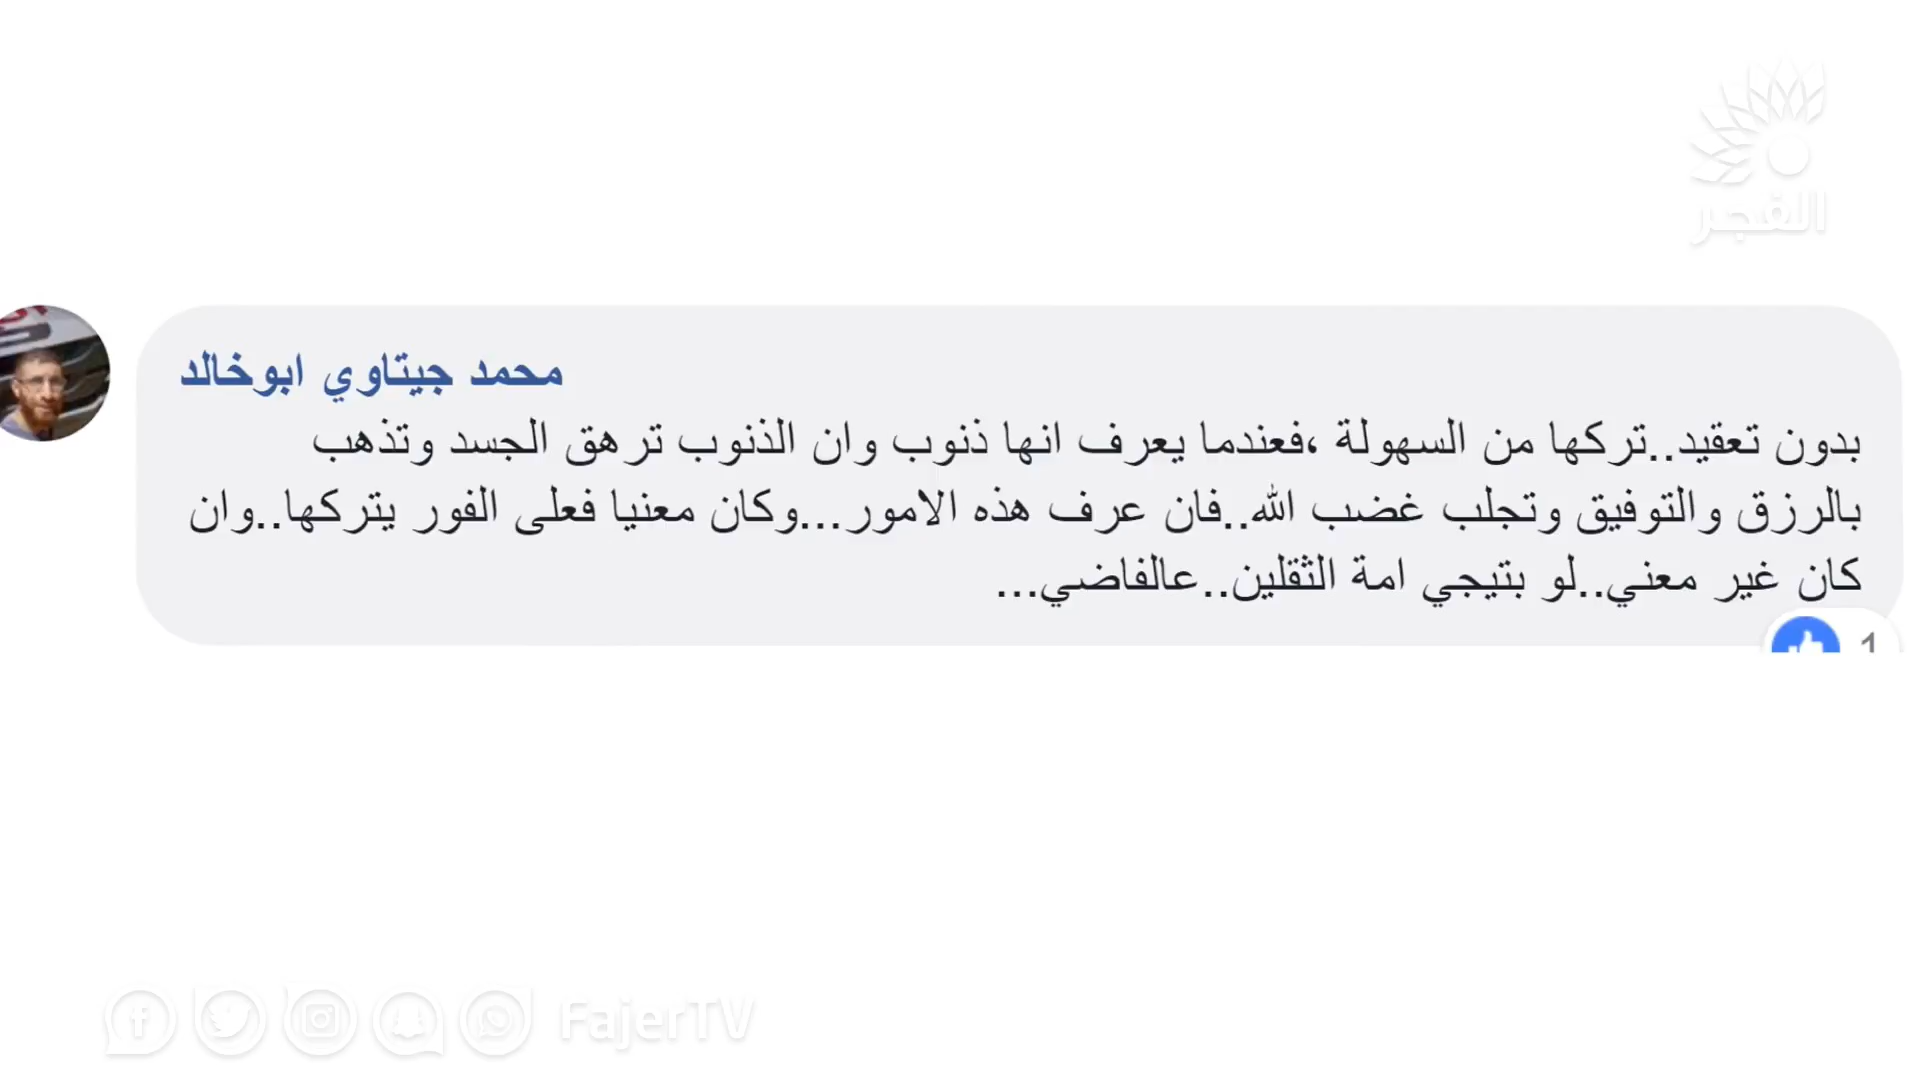 الفجر
محمد جيتاوي ابوخالد
بدون تعقيد..تركها من السهولة ،فعندما يعرف انها ذنوب وان الذنوب ترهق الجسد وتذهب
بالرزق والتوفيق وتجلب غضب الله..فان عرف هذه الامور...وكان معنيا فعلى الفور يتركها..وان
كان غير معني..لو بتيجي امة الثقلين..عالفاضي...
1
FajerTV